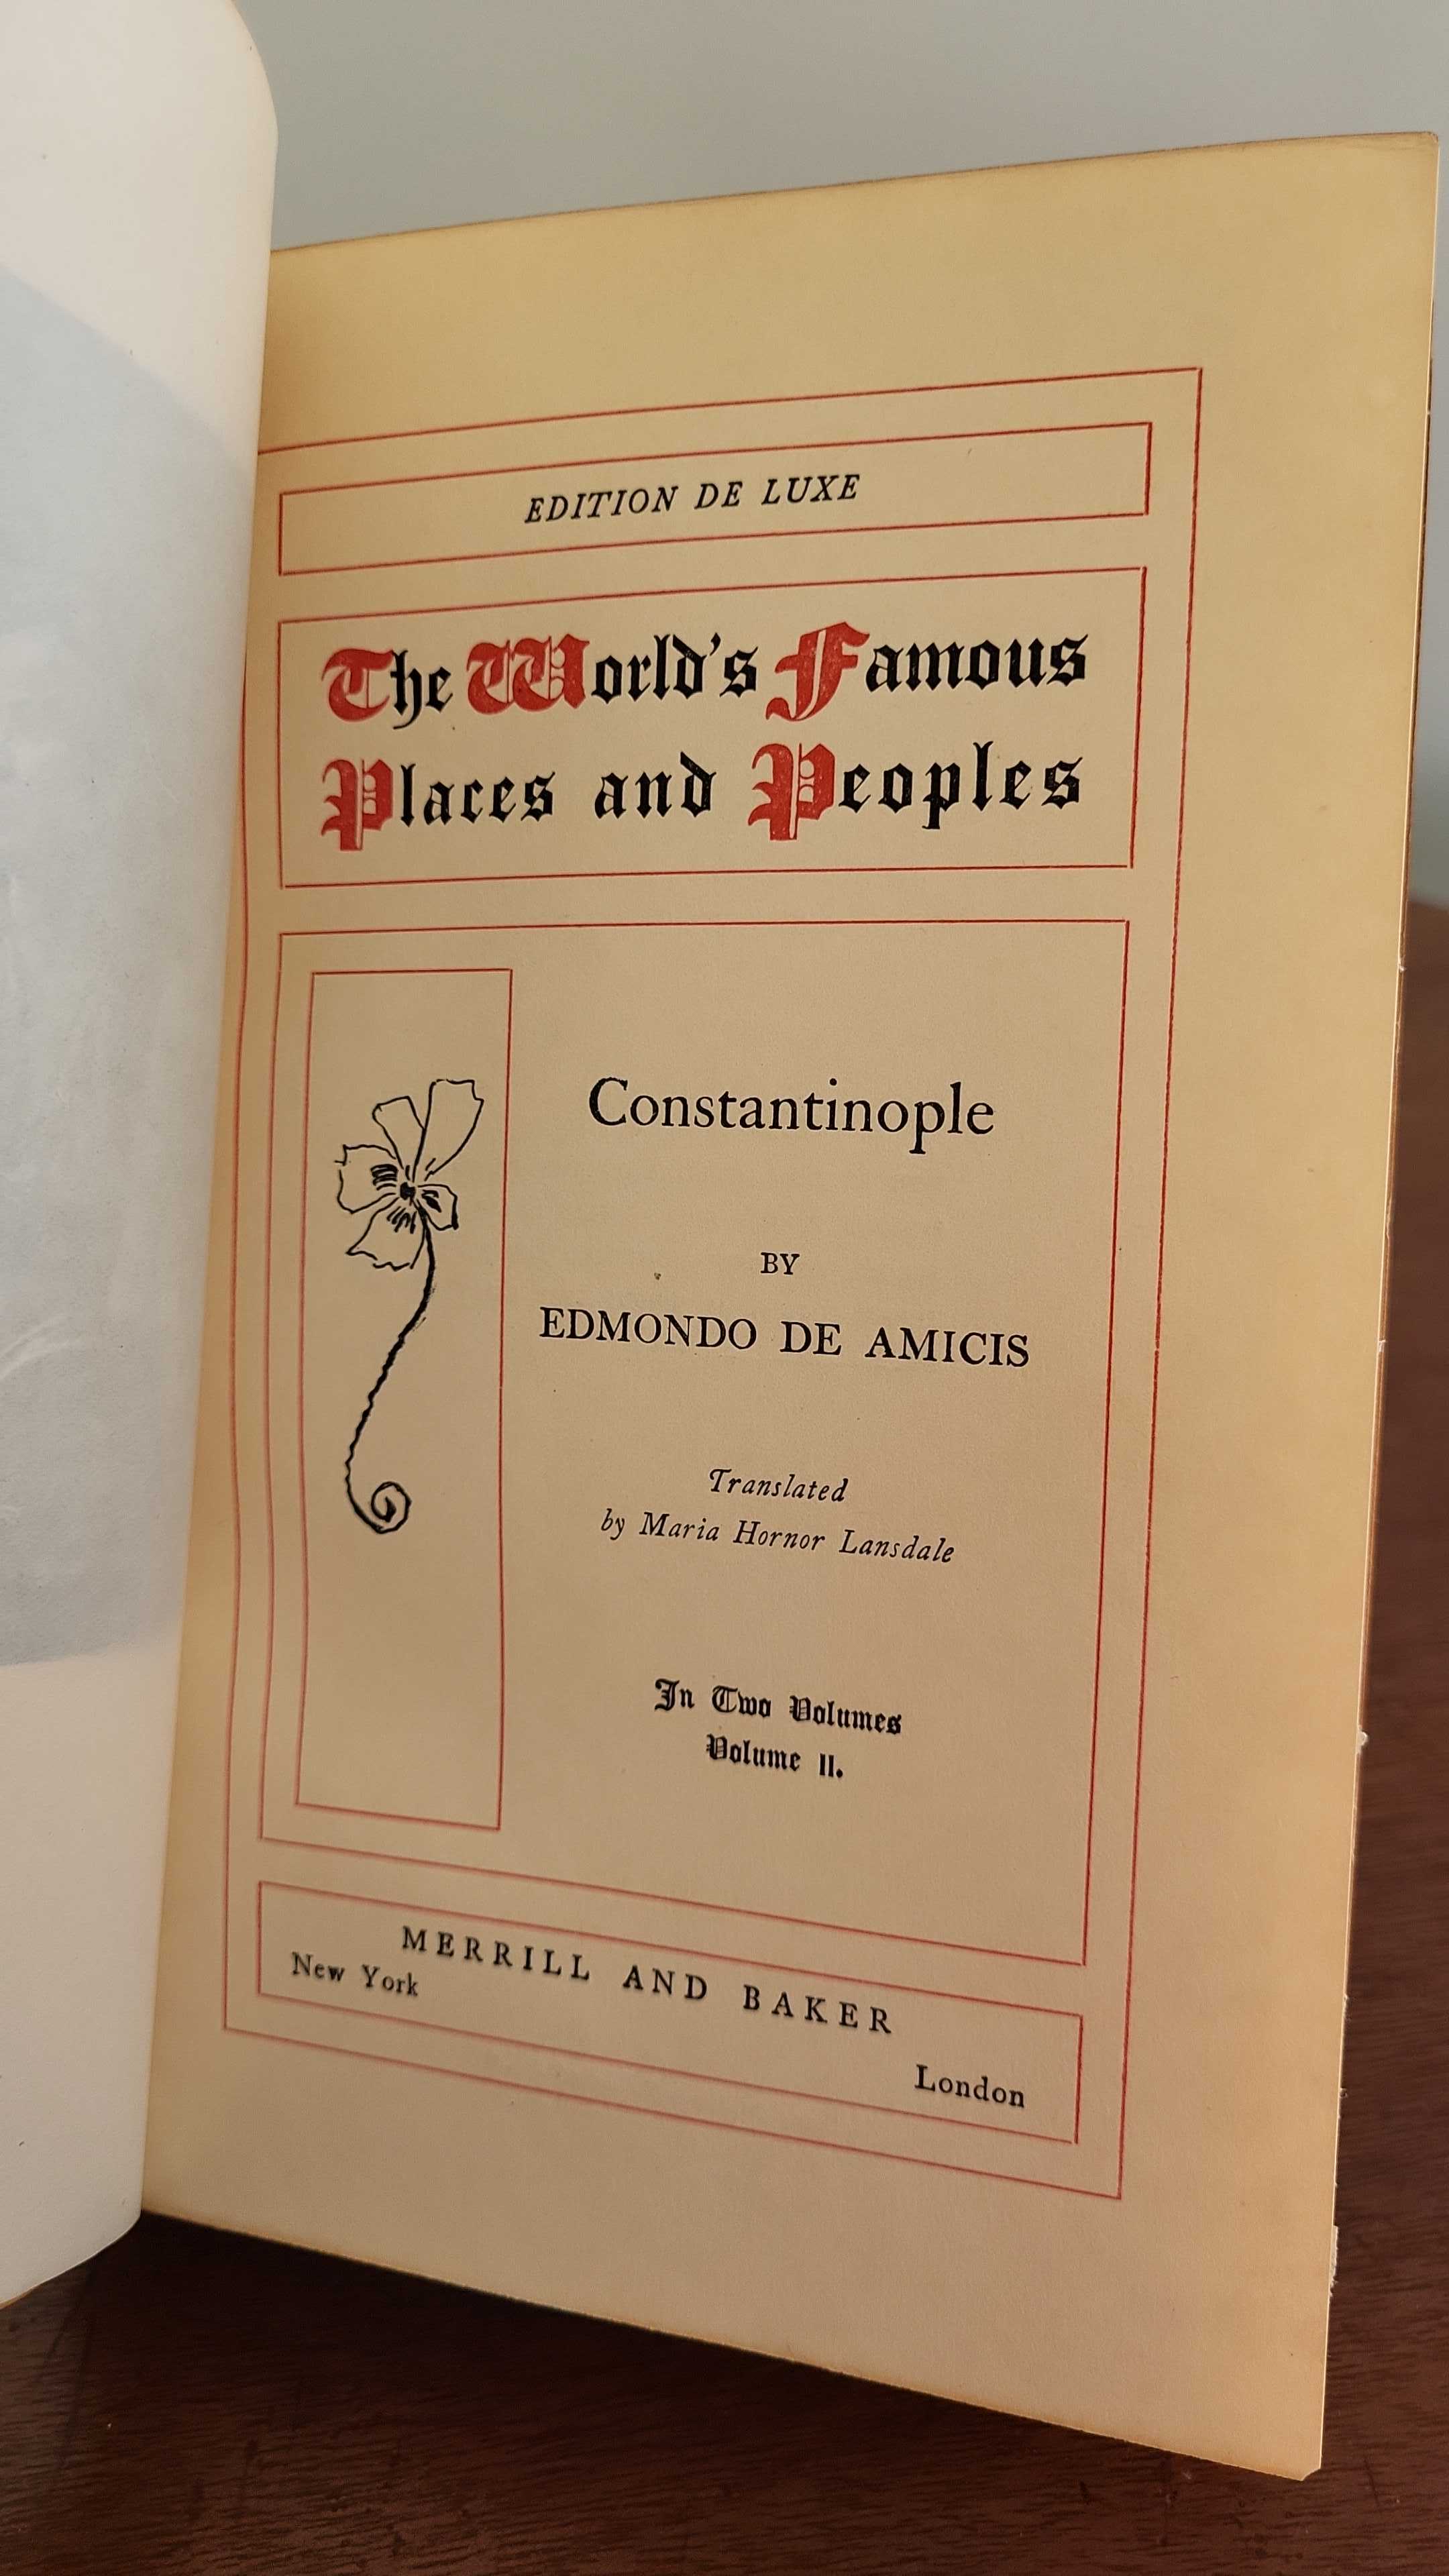 EDITION DE LUXE
The World's Famous
Places and Peoples
Constantinople
BY
EDMONDO DE AMICIS
Translated
by Maria Hornor Lansdale
In Two Volumes
Volume II.
MERRILL AND BAKER
New York
London